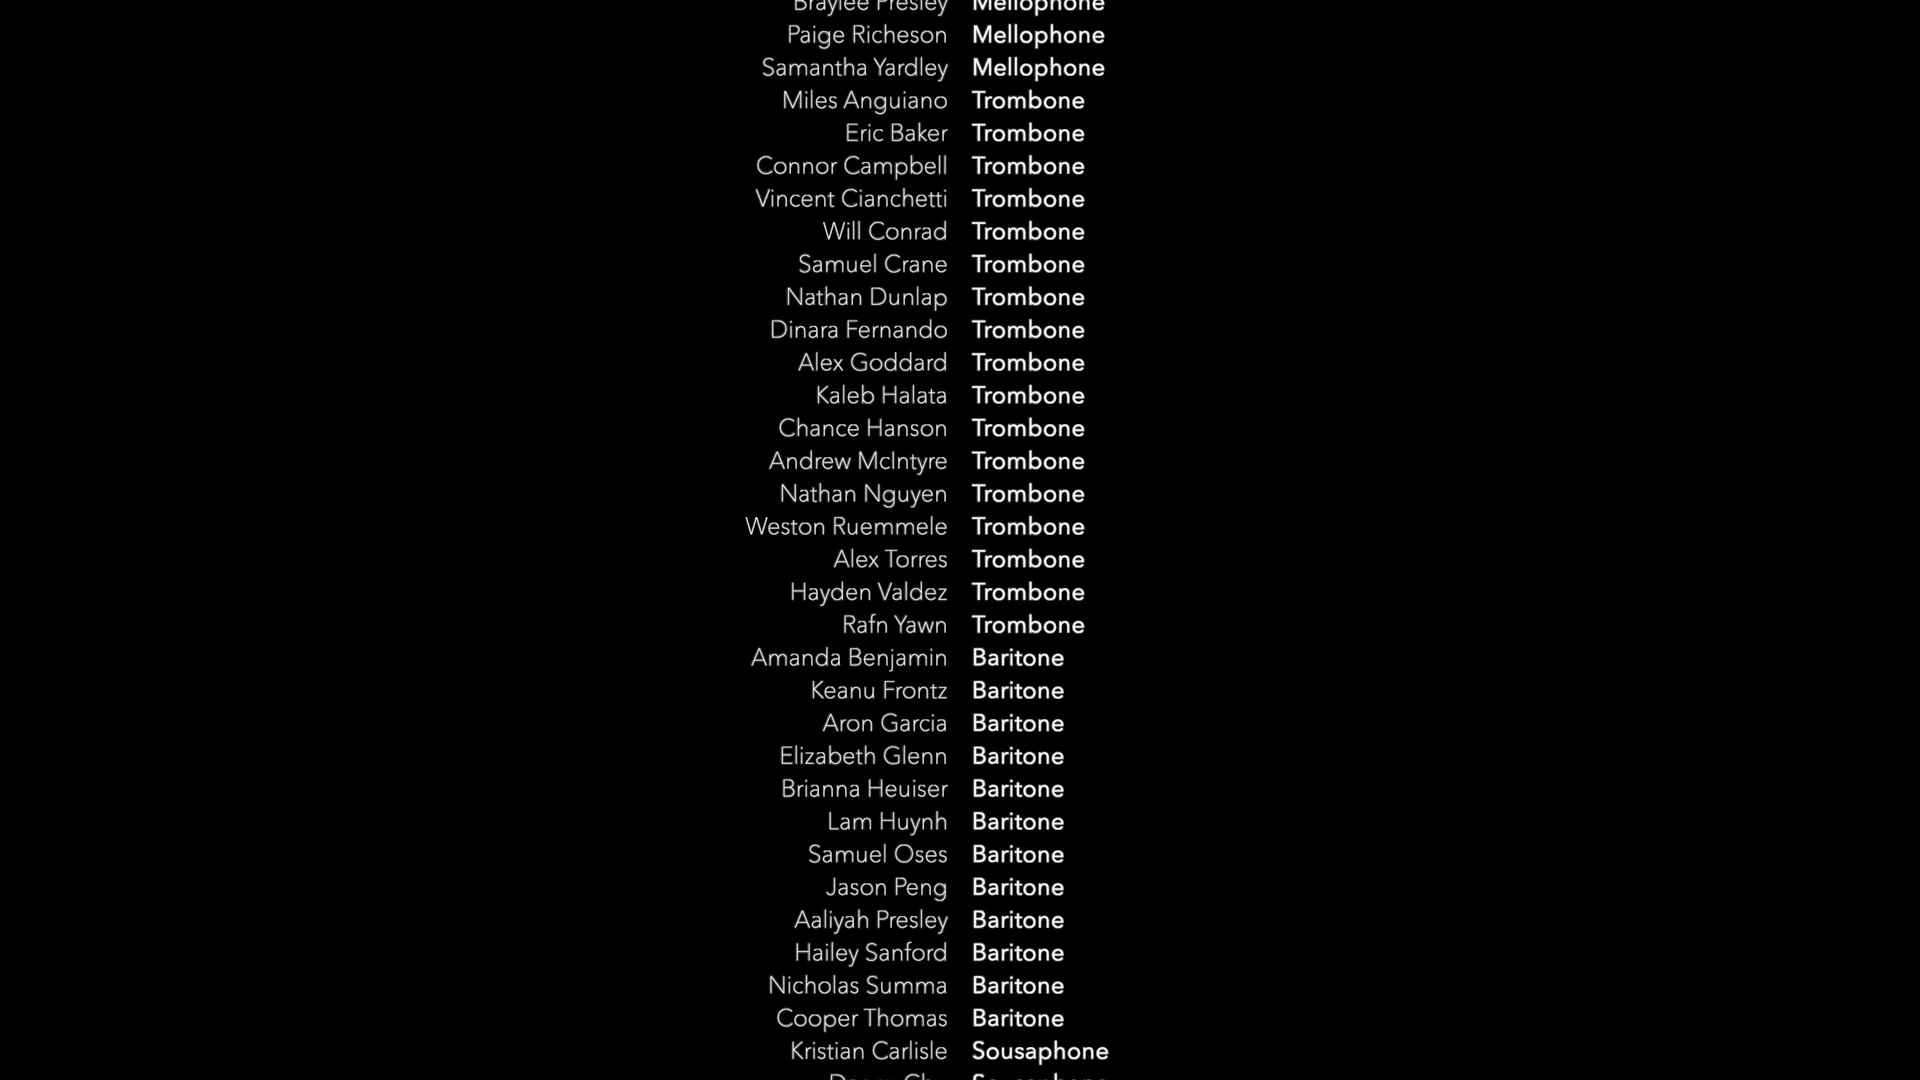 Braylee Presley Mellophone
Paige Richeson Mellophone
Samantha Yardley Mellophone
Miles Anguiano Trombone
Eric Baker Trombone
Connor Campbell Trombone
Vincent Cianchetti Trombone
Will Conrad Trombone
Samuel Crane Trombone
Nathan Dunlap Trombone
Dinara Fernando Trombone
Alex Goddard Trombone
Kaleb Halata Trombone
Chance Hanson Trombone
Andrew McIntyre Trombone
Nathan Nguyen Trombone
Weston Ruemmele Trombone
Alex Torres Trombone
Hayden Valdez Trombone
Rafn Yawn Trombone
Amanda Benjamin Baritone
Keanu Frontz Baritone
Aron Garcia Baritone
Elizabeth Glenn Baritone
Brianna Heuiser Baritone
Lam Huynh Baritone
Samuel Oses Baritone
Jason Peng Baritone
Aaliyah Presley Baritone
Hailey Sanford Baritone
Nicholas Summa Baritone
Cooper Thomas Baritone
Kristian Carlisle Sousaphone
Sousaphone